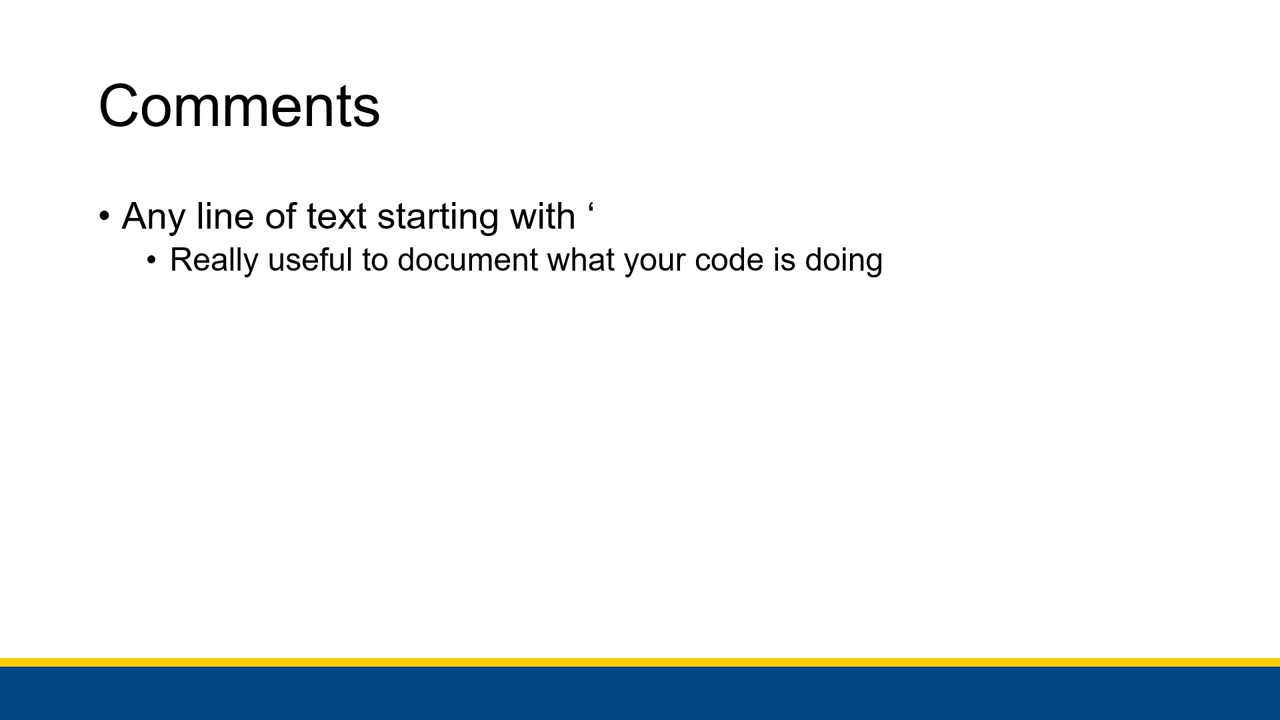 Comments
• Any line of text starting with ‘
• Really useful to document what your code is doing